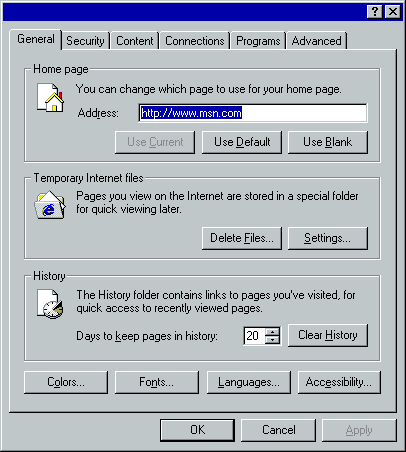 General Security Content Connections Programs Advanced
Home page
You can change which page to use for your home page.
Address: http://www.msn.com
Use Current Use Default Use Blank
Temporary Internet files
Pages you view on the Internet are stored in a special folder
for quick viewing later.
Delete Files... Settings...
History
The History folder contains links to pages you've visited, for
quick access to recently viewed pages.
Days to keep pages in history: 20 Clear History
Colors... Fonts... Languages... Accessibility...
OK Cancel Apply